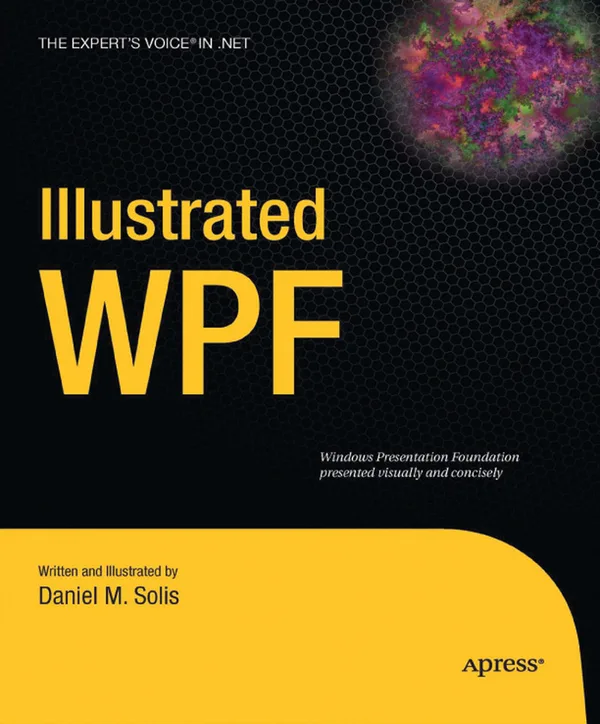 THE EXPERT'S VOICE® IN .NET
Illustrated
WPF
Windows Presentation Foundation
presented visually and concisely
Written and Illustrated by
Daniel M. Solis
Apress®